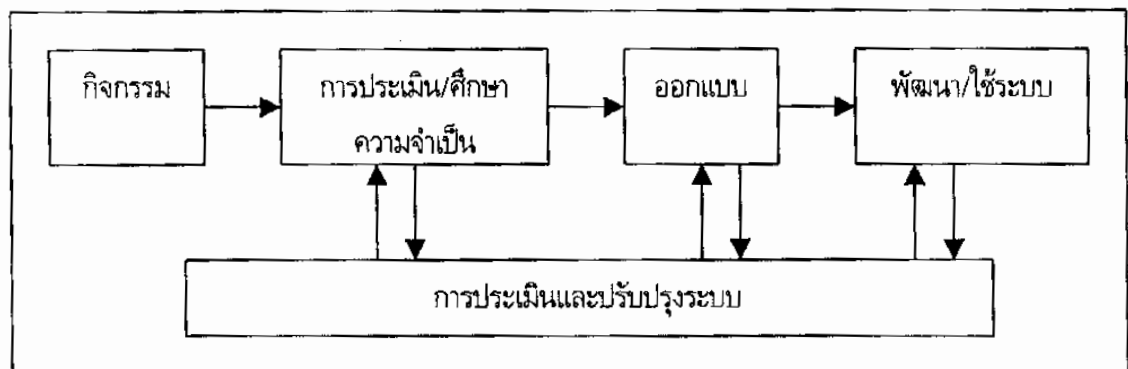 กิจกรรม
การประเมิน/ศึกษา
ความจำเป็น
ออกแบบ
พัฒนา/ใช้ระบบ
การประเมินและปรับปรุงระบบ